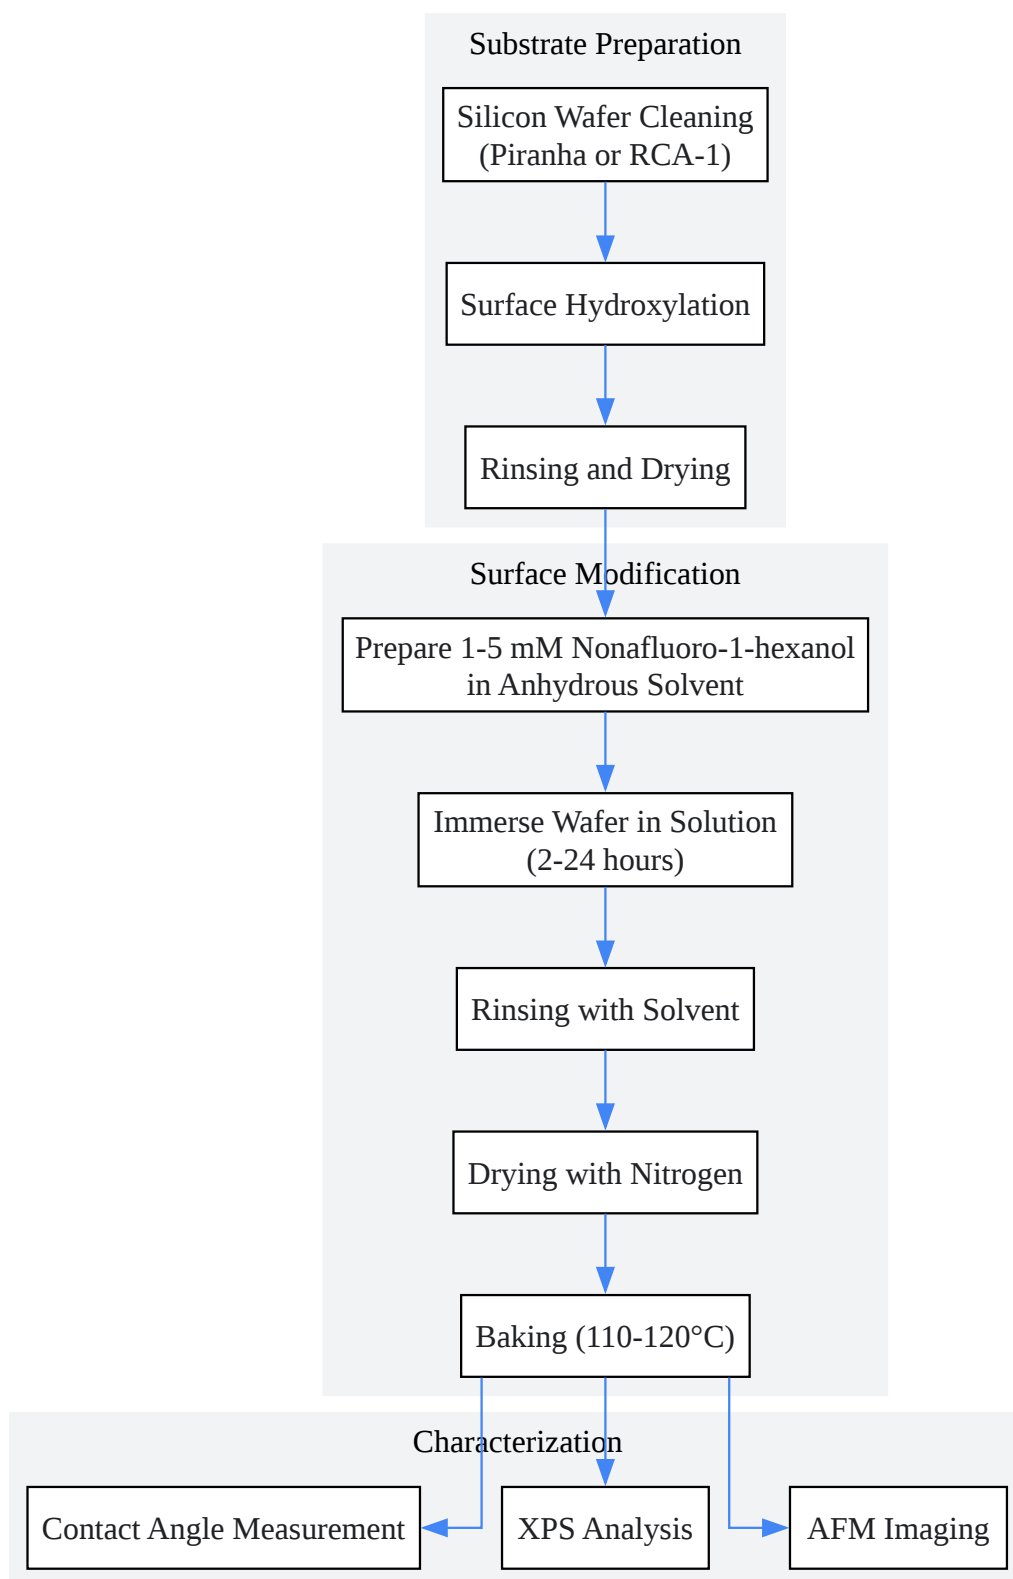 Substrate Preparation
Silicon Wafer Cleaning
(Piranha or RCA-1)
Surface Hydroxylation
Rinsing and Drying
Surface Modification
Prepare 1-5 mM Nonafluoro-1-hexanol
in Anhydrous Solvent
Immerse Wafer in Solution
(2-24 hours)
Rinsing with Solvent
Drying with Nitrogen
Baking (110-120°C)
Characterization
Contact Angle Measurement
XPS Analysis
AFM Imaging